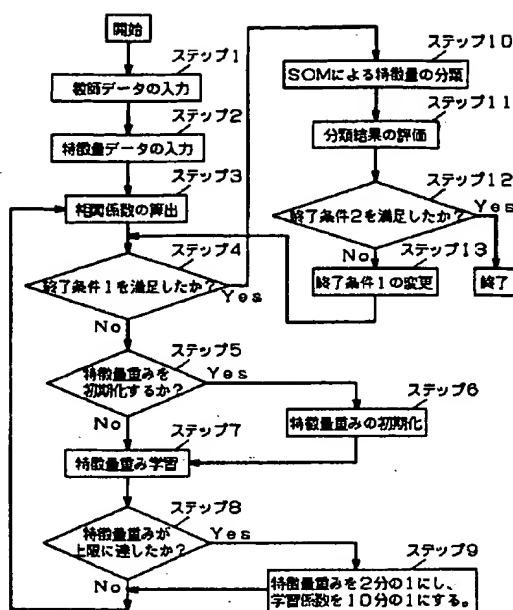 開始
ステップ1
教師データの入力
ステップ2
特徴量データの入力
ステップ3
相関係数の算出
ステップ4
終了条件1を満足したか?
Yes
No
ステップ5
特徴量重みを
初期化するか?
Yes
No
ステップ6
特徴量重みの初期化
ステップ7
特徴量重み学習
ステップ8
特徴量重みが
上限に達したか?
Yes
No
ステップ9
特徴量重みを2分の1にし、
学習係数を10分の1にする。
ステップ10
SOMによる特徴量の分類
ステップ11
分類結果の評価
ステップ12
終了条件2を満足したか?
Yes
No
ステップ13
終了条件1の変更
終了